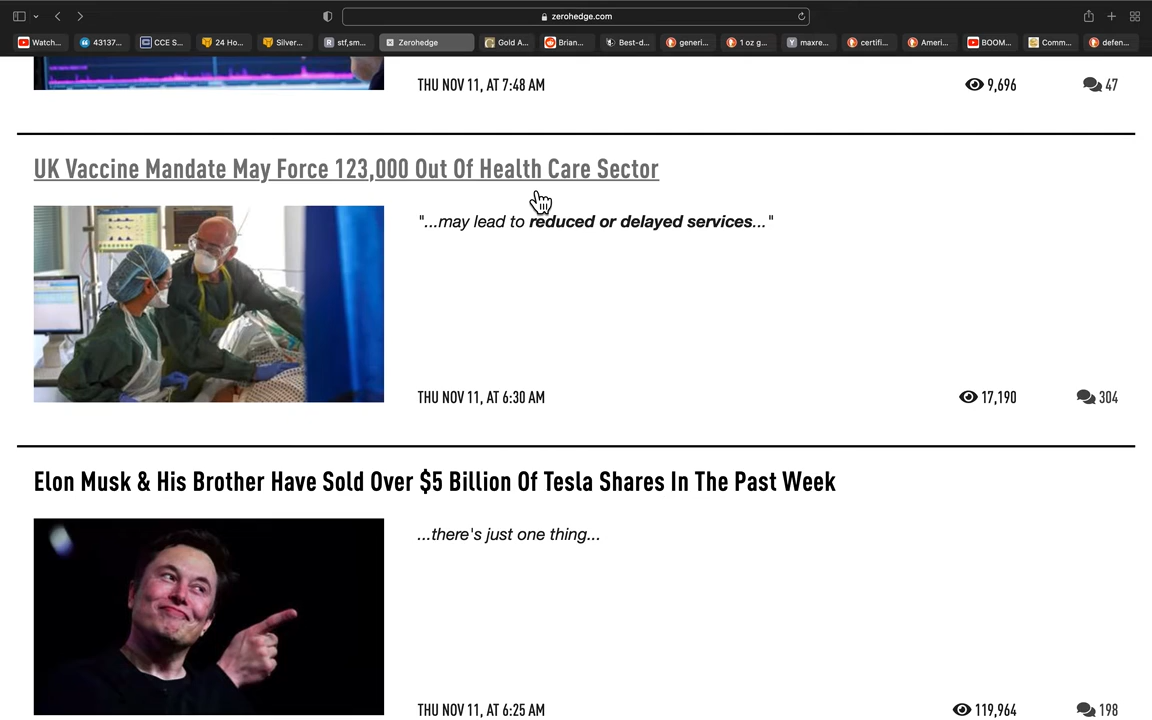 zerohedge.com
Watch... 43137... CCE S... 24 Ho... Silver... stf,sm... Zerohedge Gold A... Brian... Best-d... generi... 1 oz g... maxre... certifi... Ameri... BOOM... Comm... defen...
THU NOV 11, AT 7:48 AM 9,696 47
UK Vaccine Mandate May Force 123,000 Out Of Health Care Sector
"...may lead to reduced or delayed services..."
THU NOV 11, AT 6:30 AM 17,190 304
Elon Musk & His Brother Have Sold Over $5 Billion Of Tesla Shares In The Past Week
...there's just one thing...
THU NOV 11, AT 6:25 AM 119,964 198